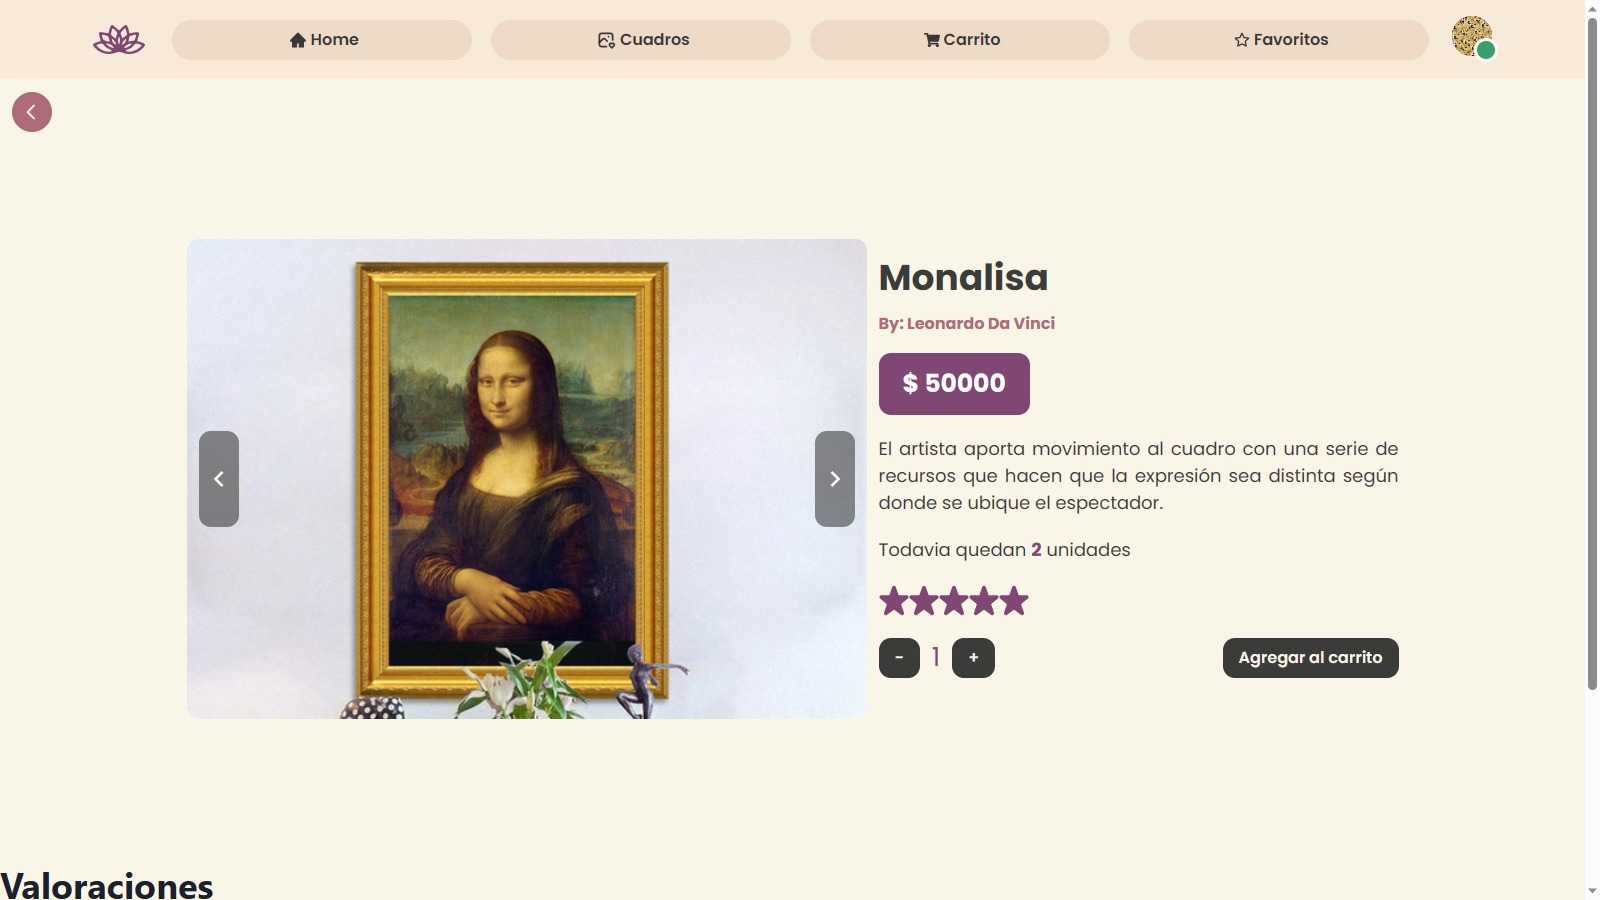 Home
Cuadros
Carrito
Favoritos
Monalisa
By: Leonardo Da Vinci
$ 50000
El artista aporta movimiento al cuadro con una serie de
recursos que hacen que la expresión sea distinta según
donde se ubique el espectador.
Todavia quedan 2 unidades
- 1 +
Agregar al carrito
Valoraciones